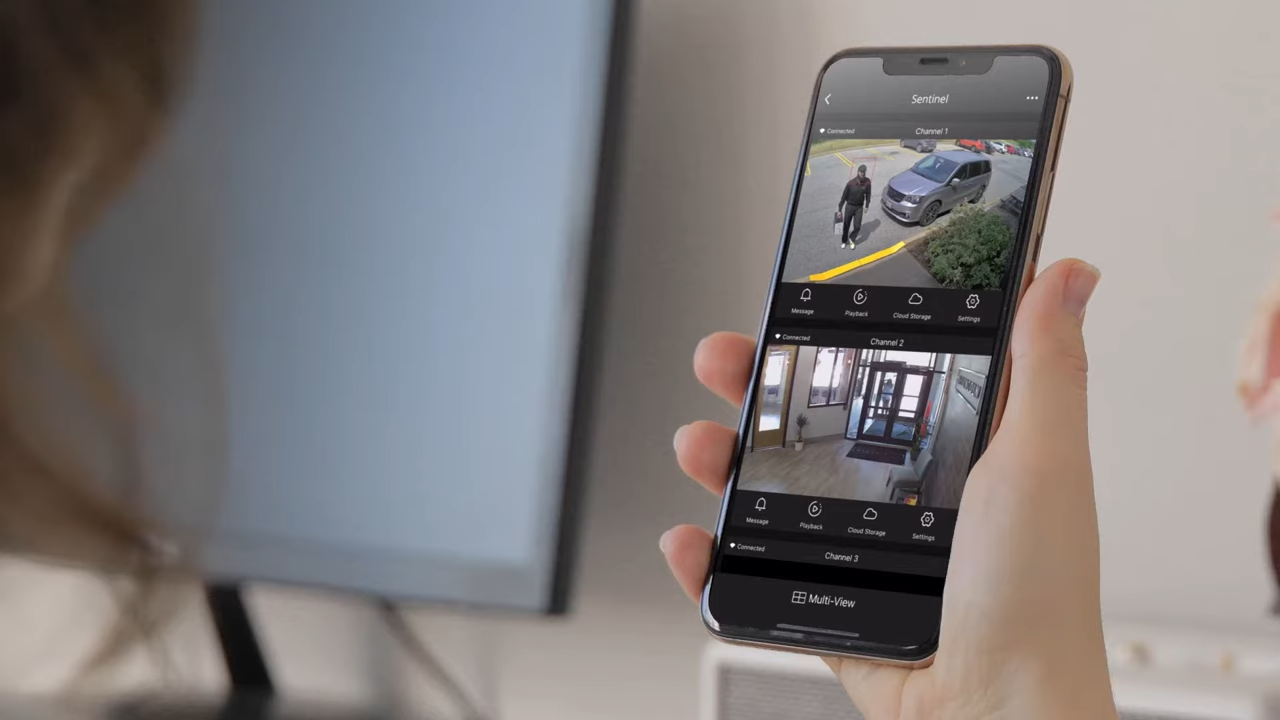 Sentinel
Connected
Channel 1
Message
Playback
Cloud Storage
Settings
Connected
Channel 2
Message
Playback
Cloud Storage
Settings
Connected
Channel 3
Multi-View